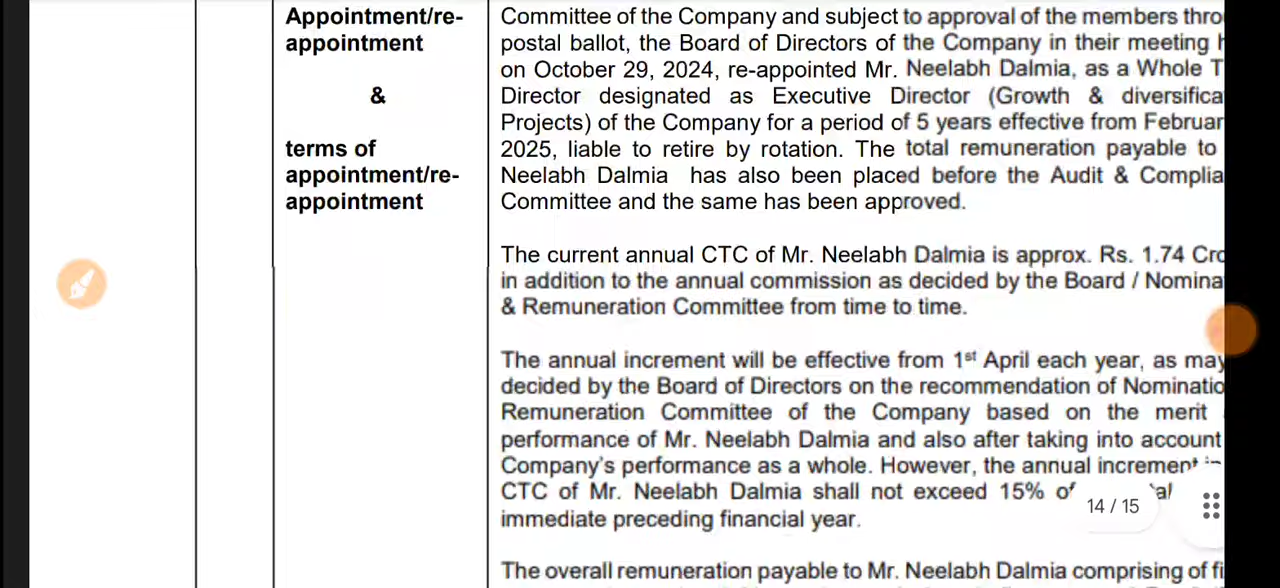 Appointment/re-
appointment
&
terms of
appointment/re-
appointment
Committee of the Company and subject to approval of the members
postal ballot, the Board of Directors of the Company in their meeting
on October 29, 2024, re-appointed Mr. Neelabh Dalmia, as a Whole
Director designated as Executive Director (Growth &
Projects) of the Company for a period of 5 years effective from
2025, liable to retire by rotation. The total remuneration payable to
Neelabh Dalmia has also been placed before the Audit &
Committee and the same has been approved.
The current annual CTC of Mr. Neelabh Dalmia is approx. Rs. 1.74
in addition to the annual commission as decided by the Board /
& Remuneration Committee from time to time.
The annual increment will be effective from 1st April each year, as may
decided by the Board of Directors on the recommendation of
Remuneration Committee of the Company based on the merit
performance of Mr. Neelabh Dalmia and also after taking into account
Company's performance as a whole. However, the annual increment
CTC of Mr. Neelabh Dalmia shall not exceed 15% of
immediate preceding financial year.
The overall remuneration payable to Mr. Neelabh Dalmia comprising of
14 / 15